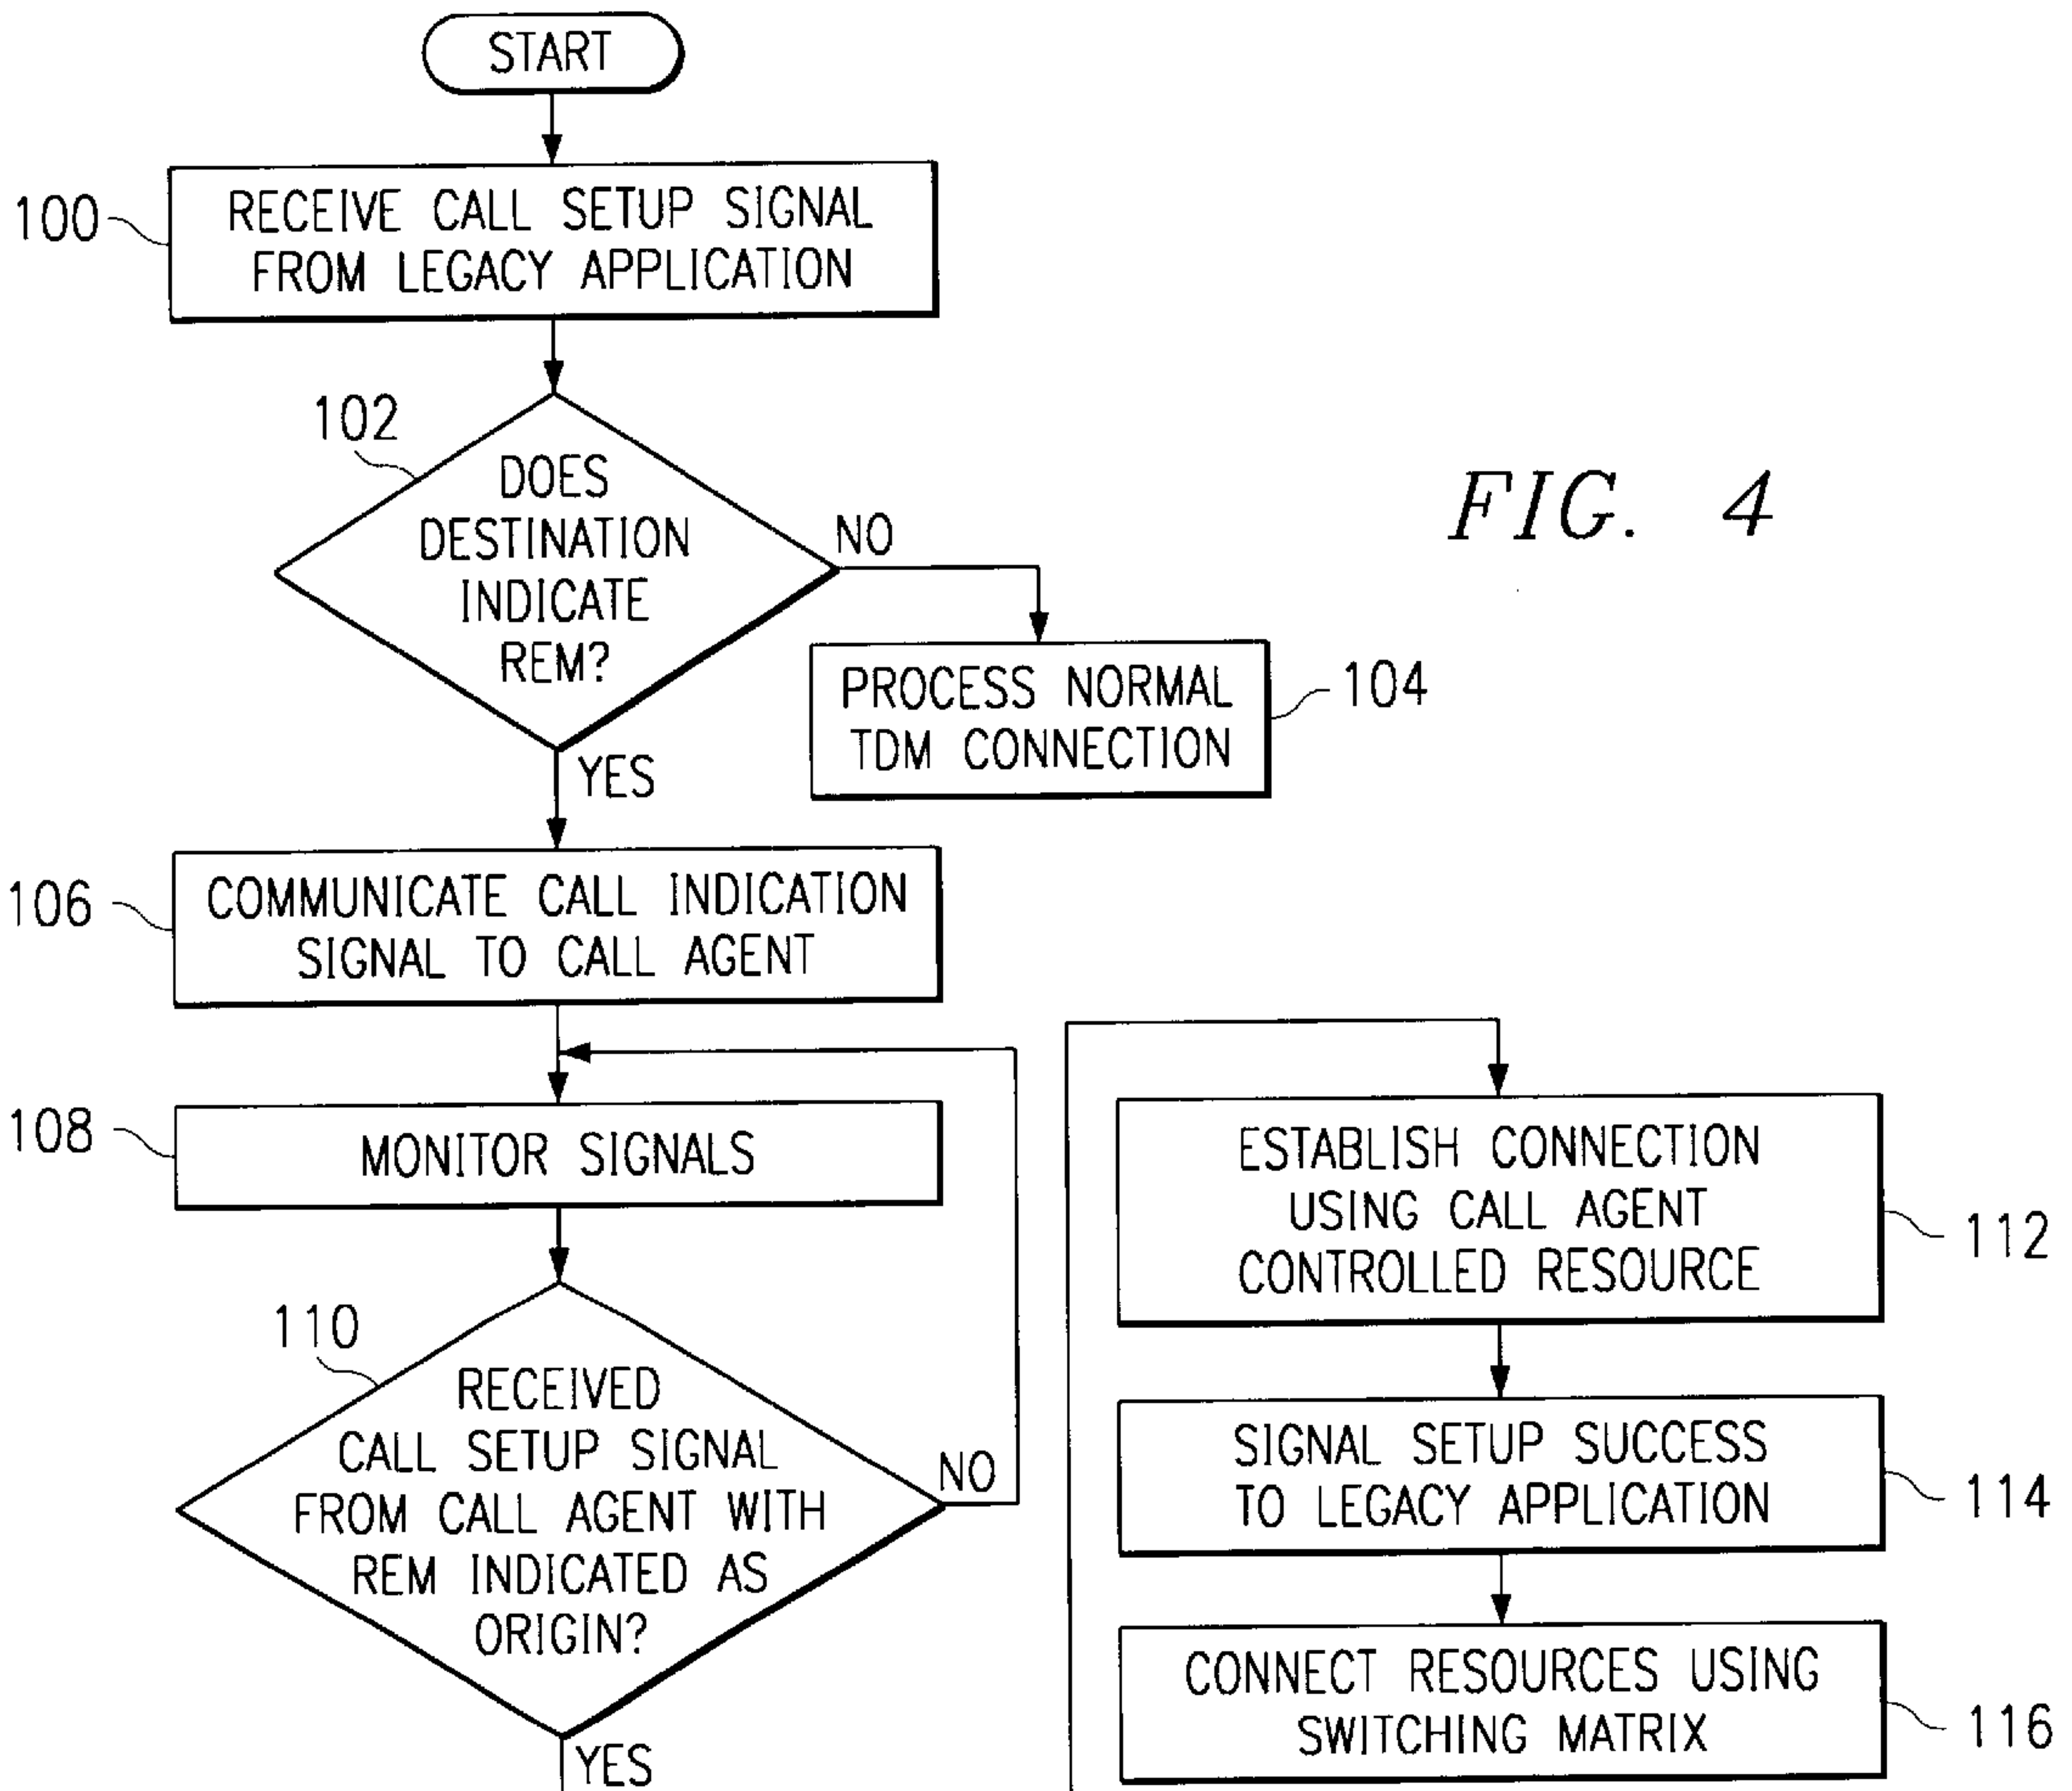 START
100
RECEIVE CALL SETUP SIGNAL
FROM LEGACY APPLICATION
102
DOES
DESTINATION
INDICATE
REM?
NO
FIG. 4
PROCESS NORMAL
TDM CONNECTION
104
YES
106
COMMUNICATE CALL INDICATION
SIGNAL TO CALL AGENT
108
MONITOR SIGNALS
110
RECEIVED
CALL SETUP SIGNAL
FROM CALL AGENT WITH
REM INDICATED AS
ORIGIN?
NO
YES
ESTABLISH CONNECTION
USING CALL AGENT
CONTROLLED RESOURCE
112
SIGNAL SETUP SUCCESS
TO LEGACY APPLICATION
114
CONNECT RESOURCES USING
SWITCHING MATRIX
116